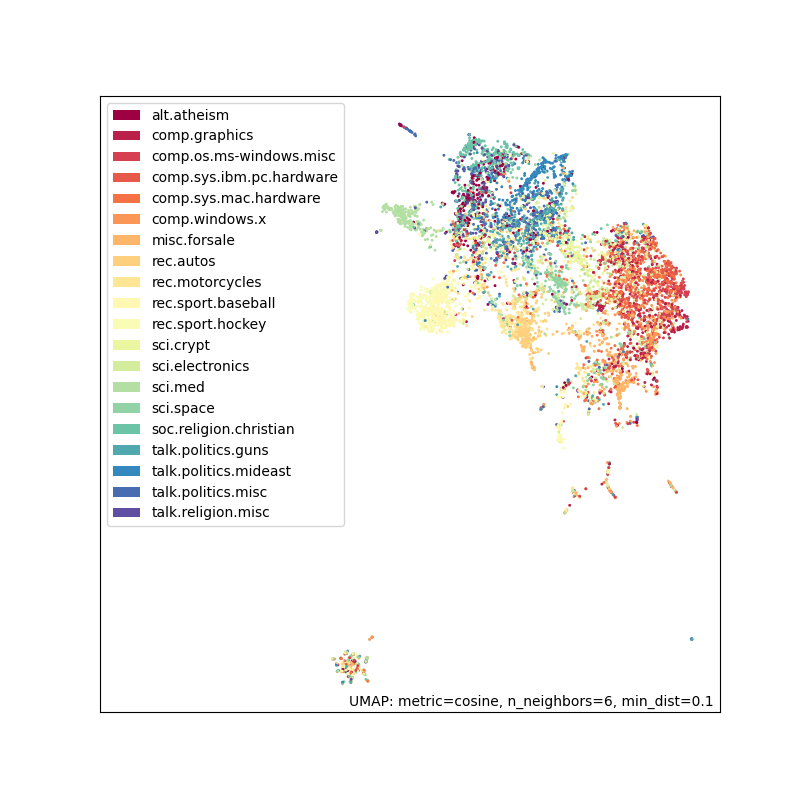 alt.atheism
comp.graphics
comp.os.ms-windows.misc
comp.sys.ibm.pc.hardware
comp.sys.mac.hardware
comp.windows.x
misc.forsale
rec.autos
rec.motorcycles
rec.sport.baseball
rec.sport.hockey
sci.crypt
sci.electronics
sci.med
sci.space
soc.religion.christian
talk.politics.guns
talk.politics.mideast
talk.politics.misc
talk.religion.misc
UMAP: metric=cosine, n_neighbors=6, min_dist=0.1